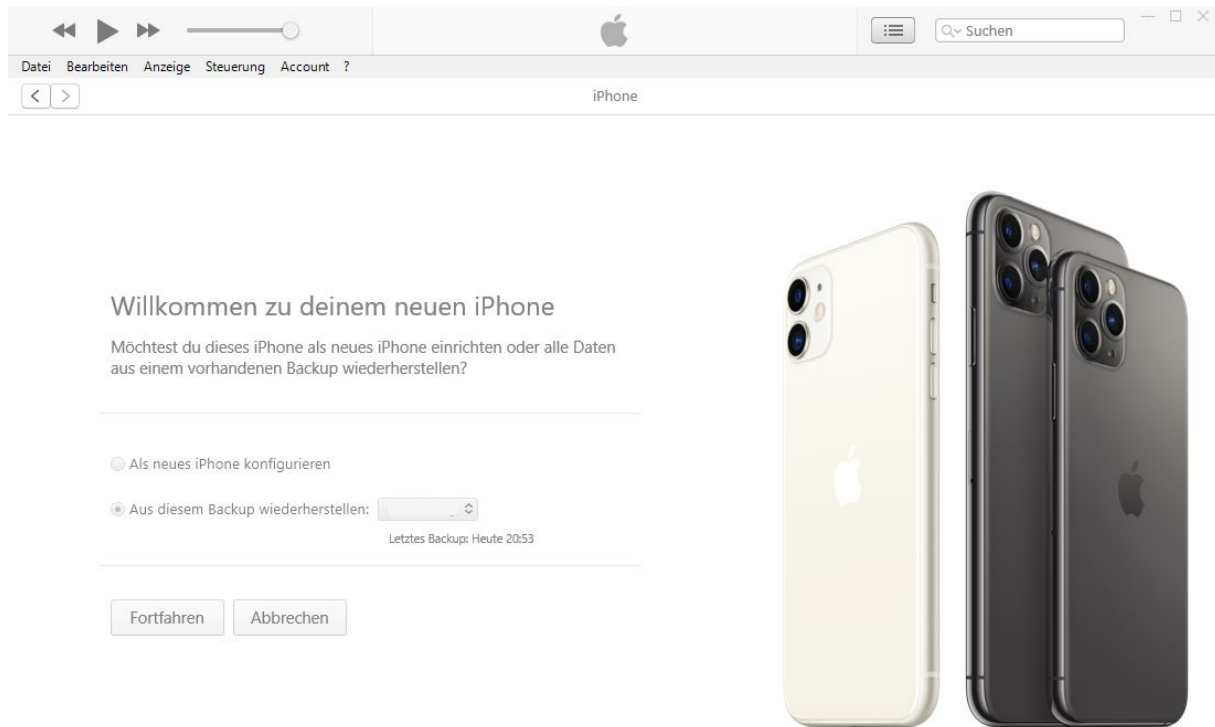 Suchen
Datei Bearbeiten Anzeige Steuerung Account ?
iPhone
Willkommen zu deinem neuen iPhone
Möchtest du dieses iPhone als neues iPhone einrichten oder alle Daten
aus einem vorhandenen Backup wiederherstellen?
Als neues iPhone konfigurieren
Aus diesem Backup wiederherstellen:
Letztes Backup: Heute 20:53
Fortfahren Abbrechen